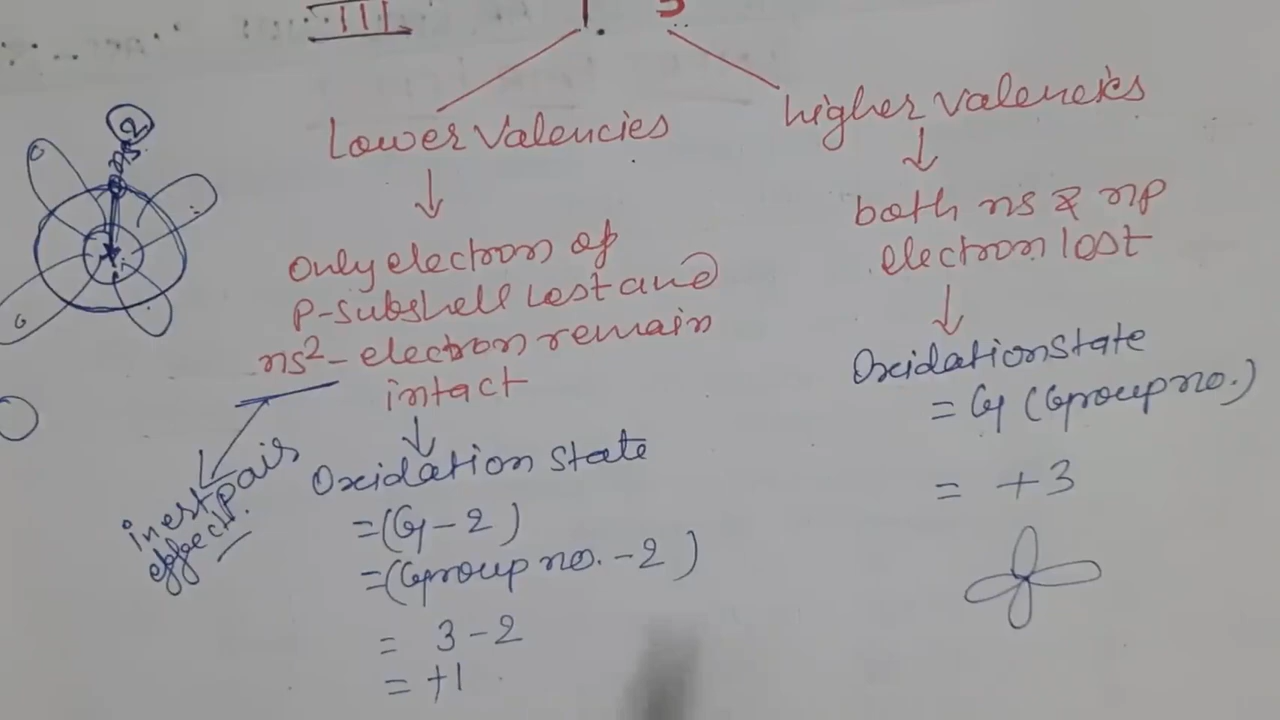 III
Lower Valencies
↓
Only electron of
P-subshell Lost and
ns²-electron remain
intact
↓
Oxidation state
=(G-2)
=(Group no.-2)
= 3-2
= +1
inert pair
effect.
higher Valencies
↓
both ns & np
electron lost
↓
Oxidation State
= G (Group no.)
= +3